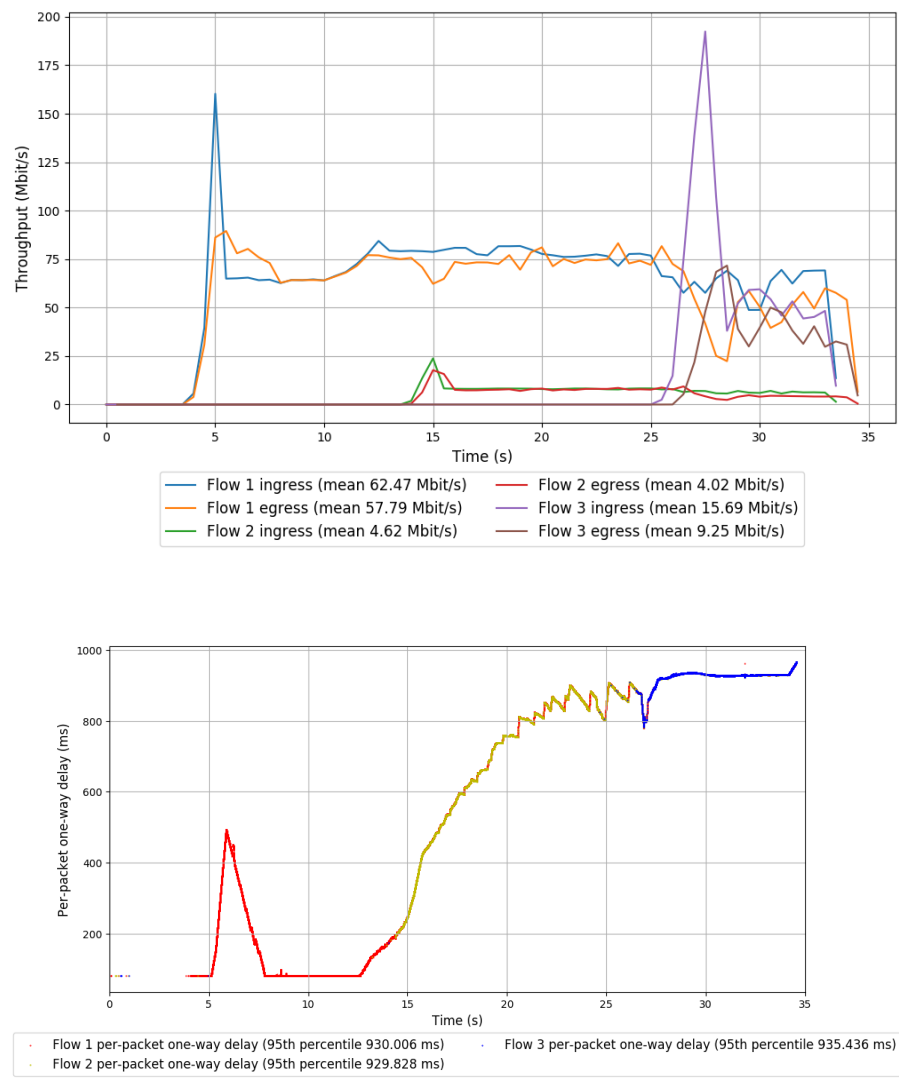 200
175
150
125
100
75
50
25
0
Throughput (Mbit/s)
0 5 10 15 20 25 30 35
Time (s)
Flow 1 ingress (mean 62.47 Mbit/s) Flow 2 egress (mean 4.02 Mbit/s)
Flow 1 egress (mean 57.79 Mbit/s) Flow 3 ingress (mean 15.69 Mbit/s)
Flow 2 ingress (mean 4.62 Mbit/s) Flow 3 egress (mean 9.25 Mbit/s)
1000
800
600
400
200
Per-packet one-way delay (ms)
0 5 10 15 20 25 30 35
Time (s)
Flow 1 per-packet one-way delay (95th percentile 930.006 ms) Flow 3 per-packet one-way delay (95th percentile 935.436 ms)
Flow 2 per-packet one-way delay (95th percentile 929.828 ms)